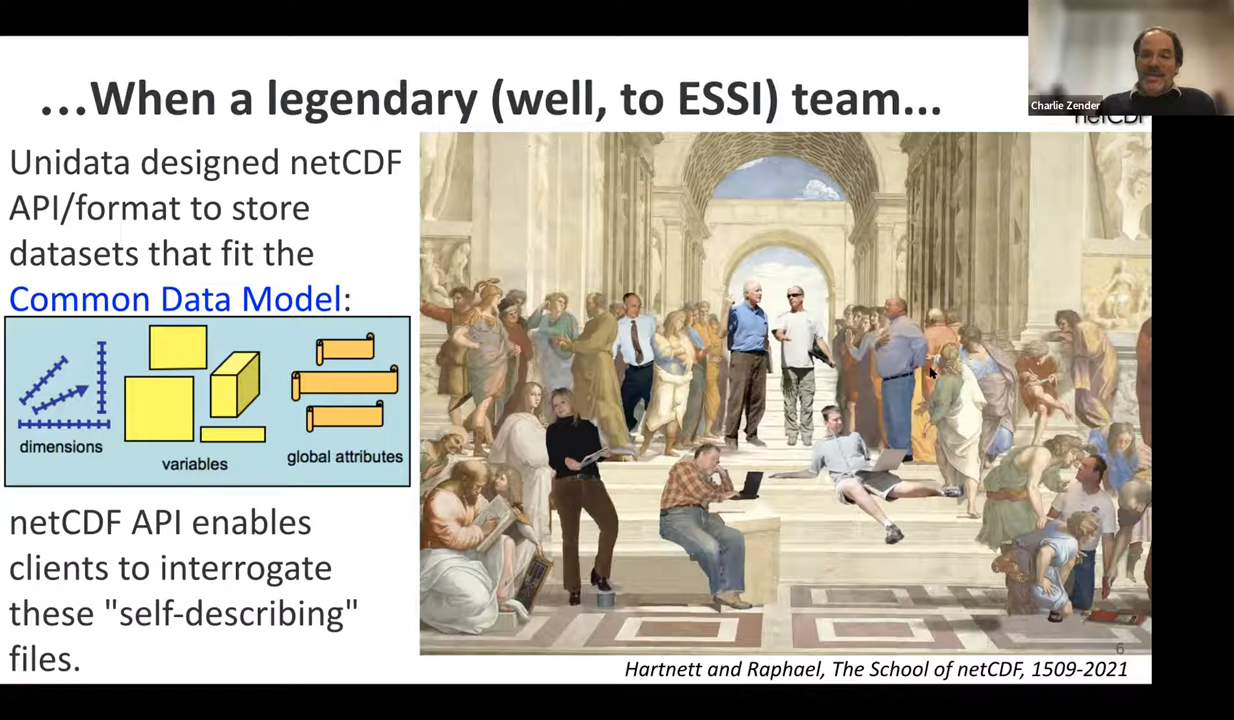 ...When a legendary (well, to ESSI) team...
Charlie Zender
netCDF
Unidata designed netCDF
API/format to store
datasets that fit the
Common Data Model:
dimensions
variables
global attributes
netCDF API enables
clients to interrogate
these "self-describing"
files.
6
Hartnett and Raphael, The School of netCDF, 1509-2021